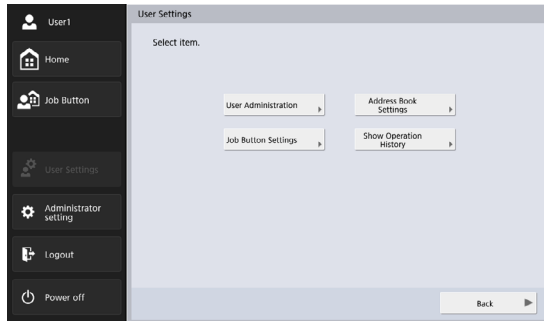 User1
Home
Job Button
User Settings
Administrator
setting
Logout
Power off
User Settings
Select item.
User Administration
Address Book
Settings
Job Button Settings
Show Operation
History
Back